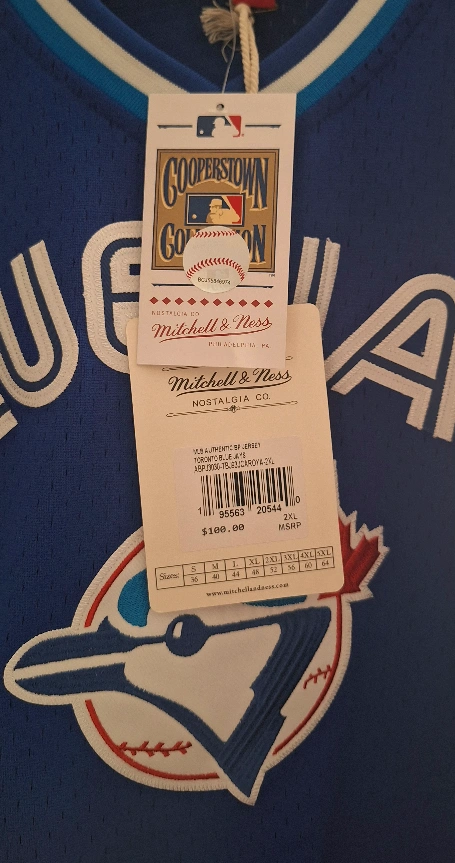 COOPERSTOWN
COLLECTION
NOSTALGIA CO.
Mitchell & Ness
PHILADELPHIA, PA.
Mitchell & Ness
NOSTALGIA CO.
MLB AUTHENTIC BP JERSEY
TORONTO BLUE JAYS
1 95563 20544 0
2XL
$100.00 MSRP
Sizes: S M L XL 2XL 3XL 4XL 5XL
36 40 44 48 52 56 60 64
www.mitchellandness.com